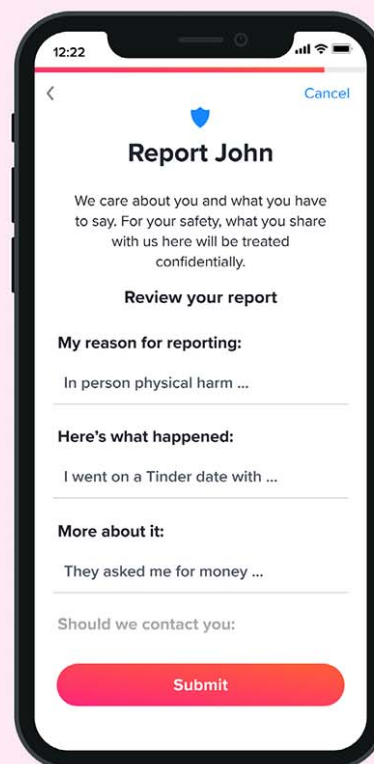 12:22
Cancel
Report John
We care about you and what you have
to say. For your safety, what you share
with us here will be treated
confidentially.
Review your report
My reason for reporting:
In person physical harm ...
Here's what happened:
I went on a Tinder date with ...
More about it:
They asked me for money ...
Should we contact you:
Submit